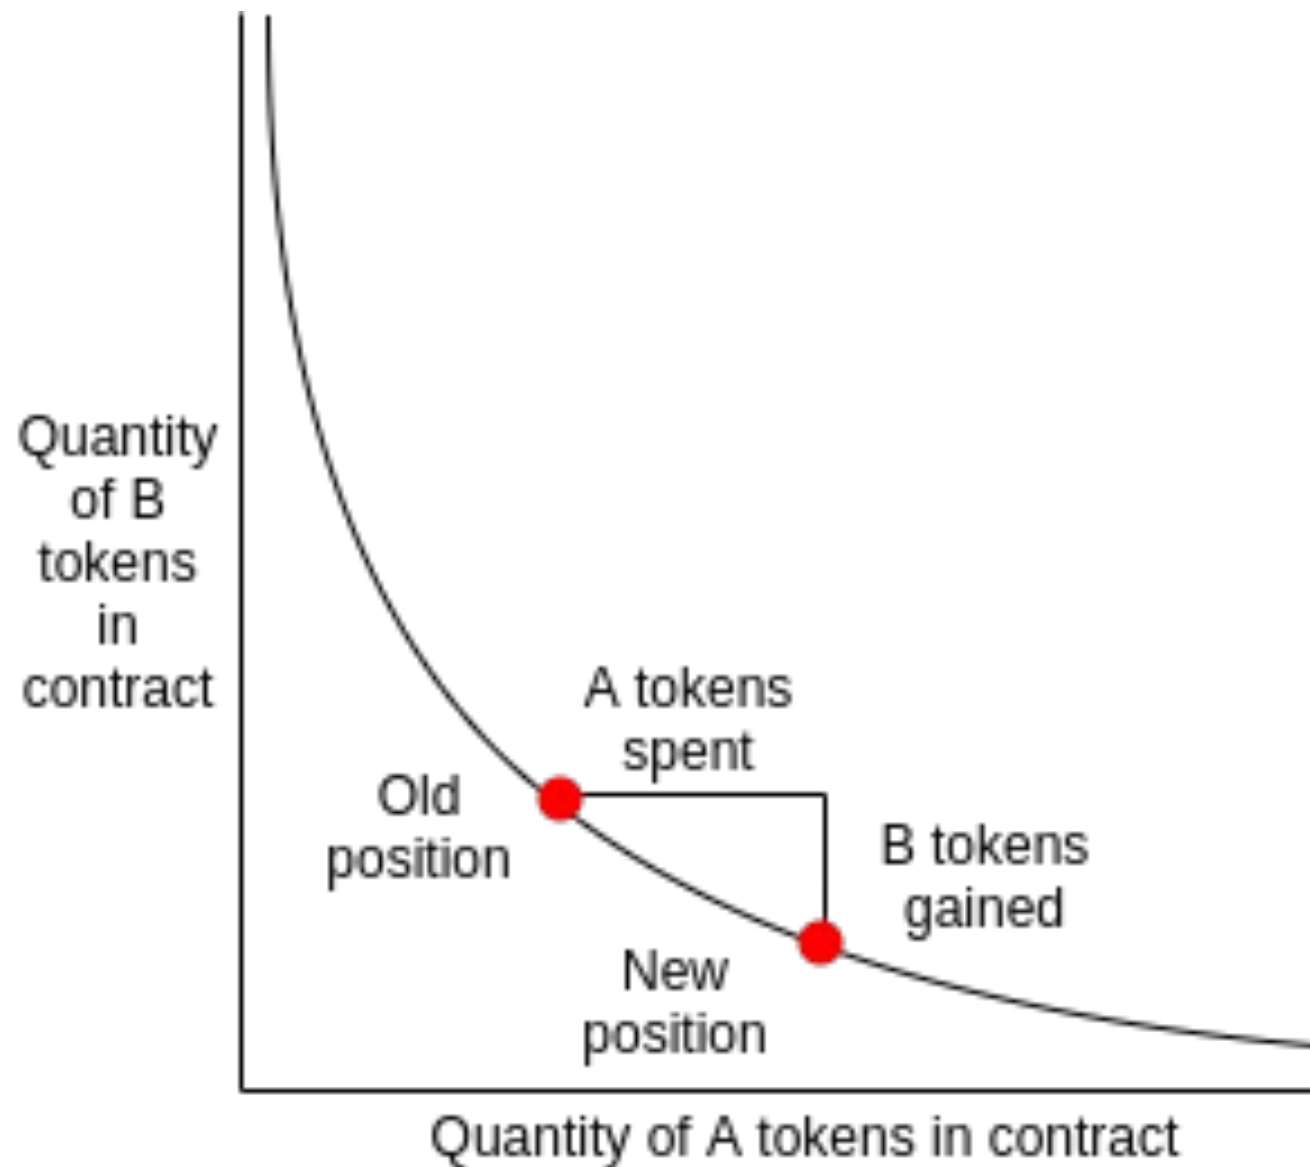 Quantity
of B
tokens
in
contract
A tokens
spent
Old
position
B tokens
gained
New
position
Quantity of A tokens in contract